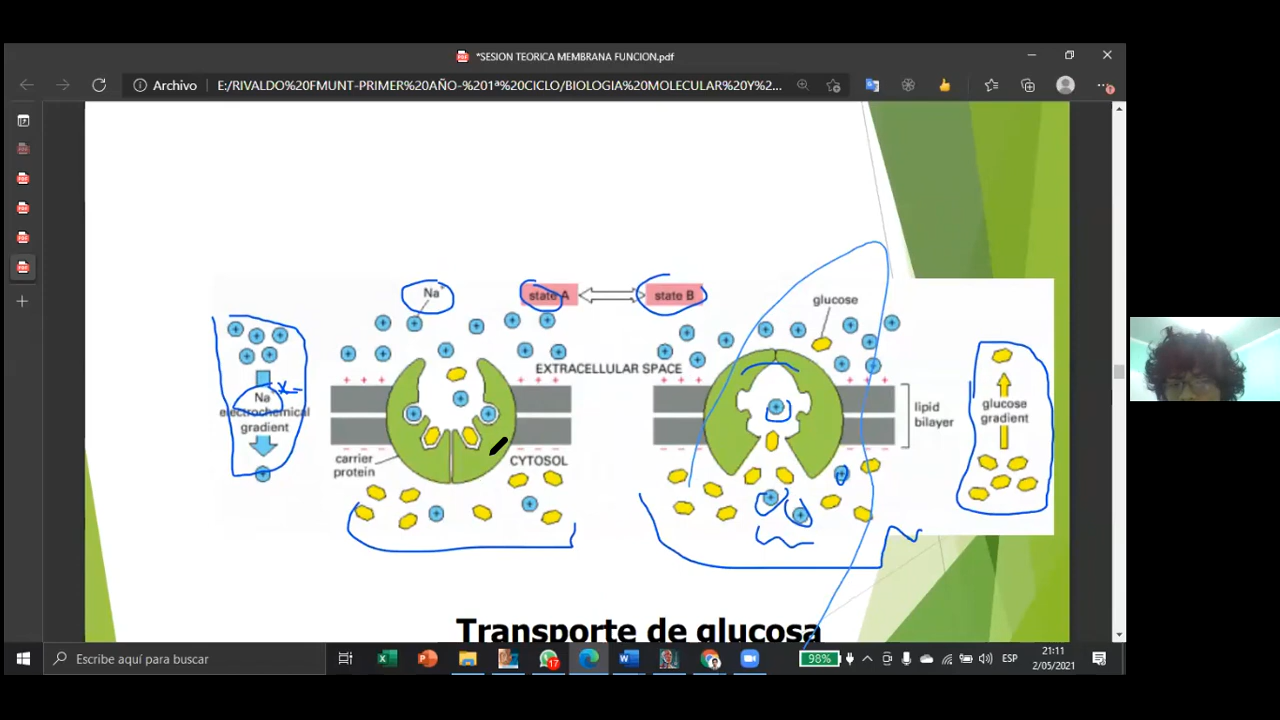 *SESION TEORICA MEMBRANA FUNCION.pdf
Archivo
E:/RIVALDO%20FMUNT-PRIMER%20AÑO-%201ª%20CICLO/BIOLOGIA%20MOLECULAR%20Y%2...
Na+
state A
state B
glucose
EXTRACELLULAR SPACE
Na
electrochemical
gradient
x=
lipid
bilayer
glucose
gradient
carrier
protein
CYTOSOL
Transporte de glucosa
Escribe aquí para buscar
17
98%
ESP
21:11
2/05/2021